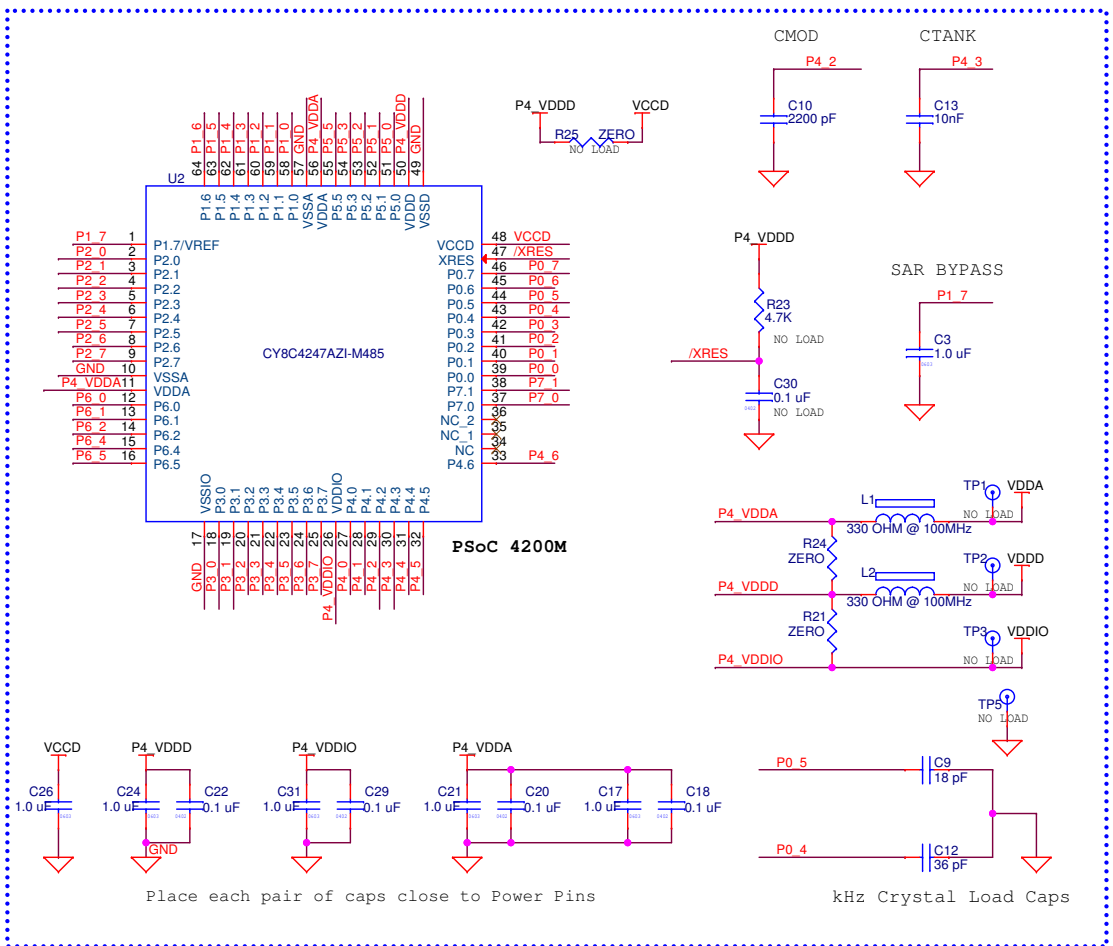 CMOD
CTANK
P4_2
P4_3
C10
2200 pF
C13
10nF
P4_VDDD
VCCD
R25
ZERO
NO LOAD
U2
P1_6
P1_5
P1_4
P1_3
P1_2
P1_1
P1_0
GND
P4_VDDA
P5_5
P5_3
P5_2
P5_1
P5_0
P4_VDDD
GND
64
63
62
61
60
59
58
57
56
55
54
53
52
51
50
49
P1.6
P1.5
P1.4
P1.3
P1.2
P1.1
P1.0
VSSA
VDDA
P5.5
P5.3
P5.2
P5.1
P5.0
VDDD
VSSD
P1_7 1 P1.7/VREF
P2_0 2 P2.0
P2_1 3 P2.1
P2_2 4 P2.2
P2_3 5 P2.3
P2_4 6 P2.4
P2_5 7 P2.5
P2_6 8 P2.6
P2_7 9 P2.7
GND 10 VSSA
P4_VDDA 11 VDDA
P6_0 12 P6.0
P6_1 13 P6.1
P6_2 14 P6.2
P6_4 15 P6.4
P6_5 16 P6.5
CY8C4247AZI-M485
VCCD 48 VCCD
XRES 47 /XRES
P0.7 46 P0_7
P0.6 45 P0_6
P0.5 44 P0_5
P0.4 43 P0_4
P0.3 42 P0_3
P0.2 41 P0_2
P0.1 40 P0_1
P0.0 39 P0_0
P7.1 38 P7_1
P7.0 37 P7_0
NC_2 36
NC_1 35
NC 34
P4.6 33 P4_6
VSSIO
P3.0
P3.1
P3.2
P3.3
P3.4
P3.5
P3.6
P3.7
VDDIO
P4.0
P4.1
P4.2
P4.3
P4.4
P4.5
17
18
19
20
21
22
23
24
25
26
27
28
29
30
31
32
GND
P3_0
P3_1
P3_2
P3_3
P3_4
P3_5
P3_6
P3_7
P4_VDDIO
P4_0
P4_1
P4_2
P4_3
P4_4
P4_5
PSoC 4200M
P4_VDDD
R23
4.7K
NO LOAD
/XRES
C30
0.1 uF
0402
NO LOAD
SAR BYPASS
P1_7
C3
1.0 uF
0603
P4_VDDA
L1
330 OHM @ 100MHz
TP1
NO LOAD
VDDA
R24
ZERO
P4_VDDD
L2
330 OHM @ 100MHz
TP2
VDDD
R21
ZERO
P4_VDDIO
TP3
NO LOAD
VDDIO
TP5
NO LOAD
VCCD
C26
1.0 uF
0603
P4_VDDD
C24
1.0 uF
0603
C22
0.1 uF
0402
GND
P4_VDDIO
C31
1.0 uF
0603
C29
0.1 uF
0402
P4_VDDA
C21
1.0 uF
0603
C20
0.1 uF
0402
C17
1.0 uF
0603
C18
0.1 uF
0402
Place each pair of caps close to Power Pins
P0_5
C9
18 pF
P0_4
C12
36 pF
kHz Crystal Load Caps